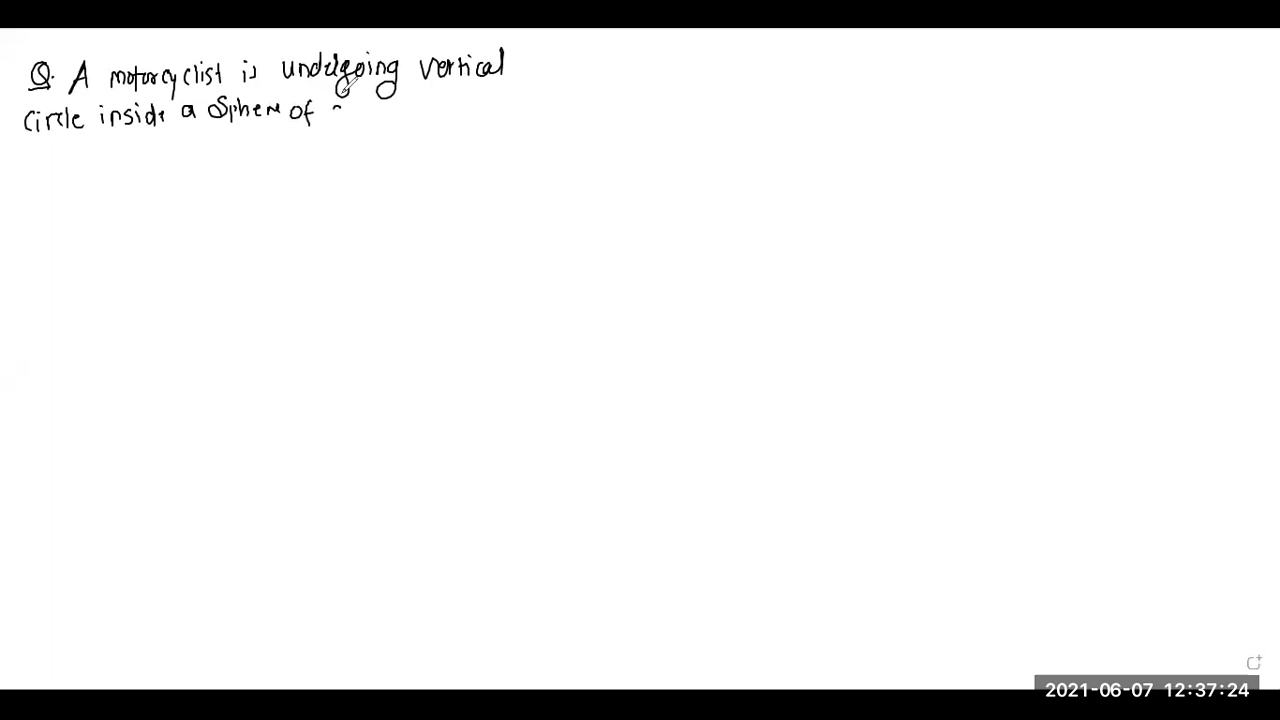 Q. A motorcyclist is undergoing vertical
circle inside a sphere of
2021-06-07 12:37:24